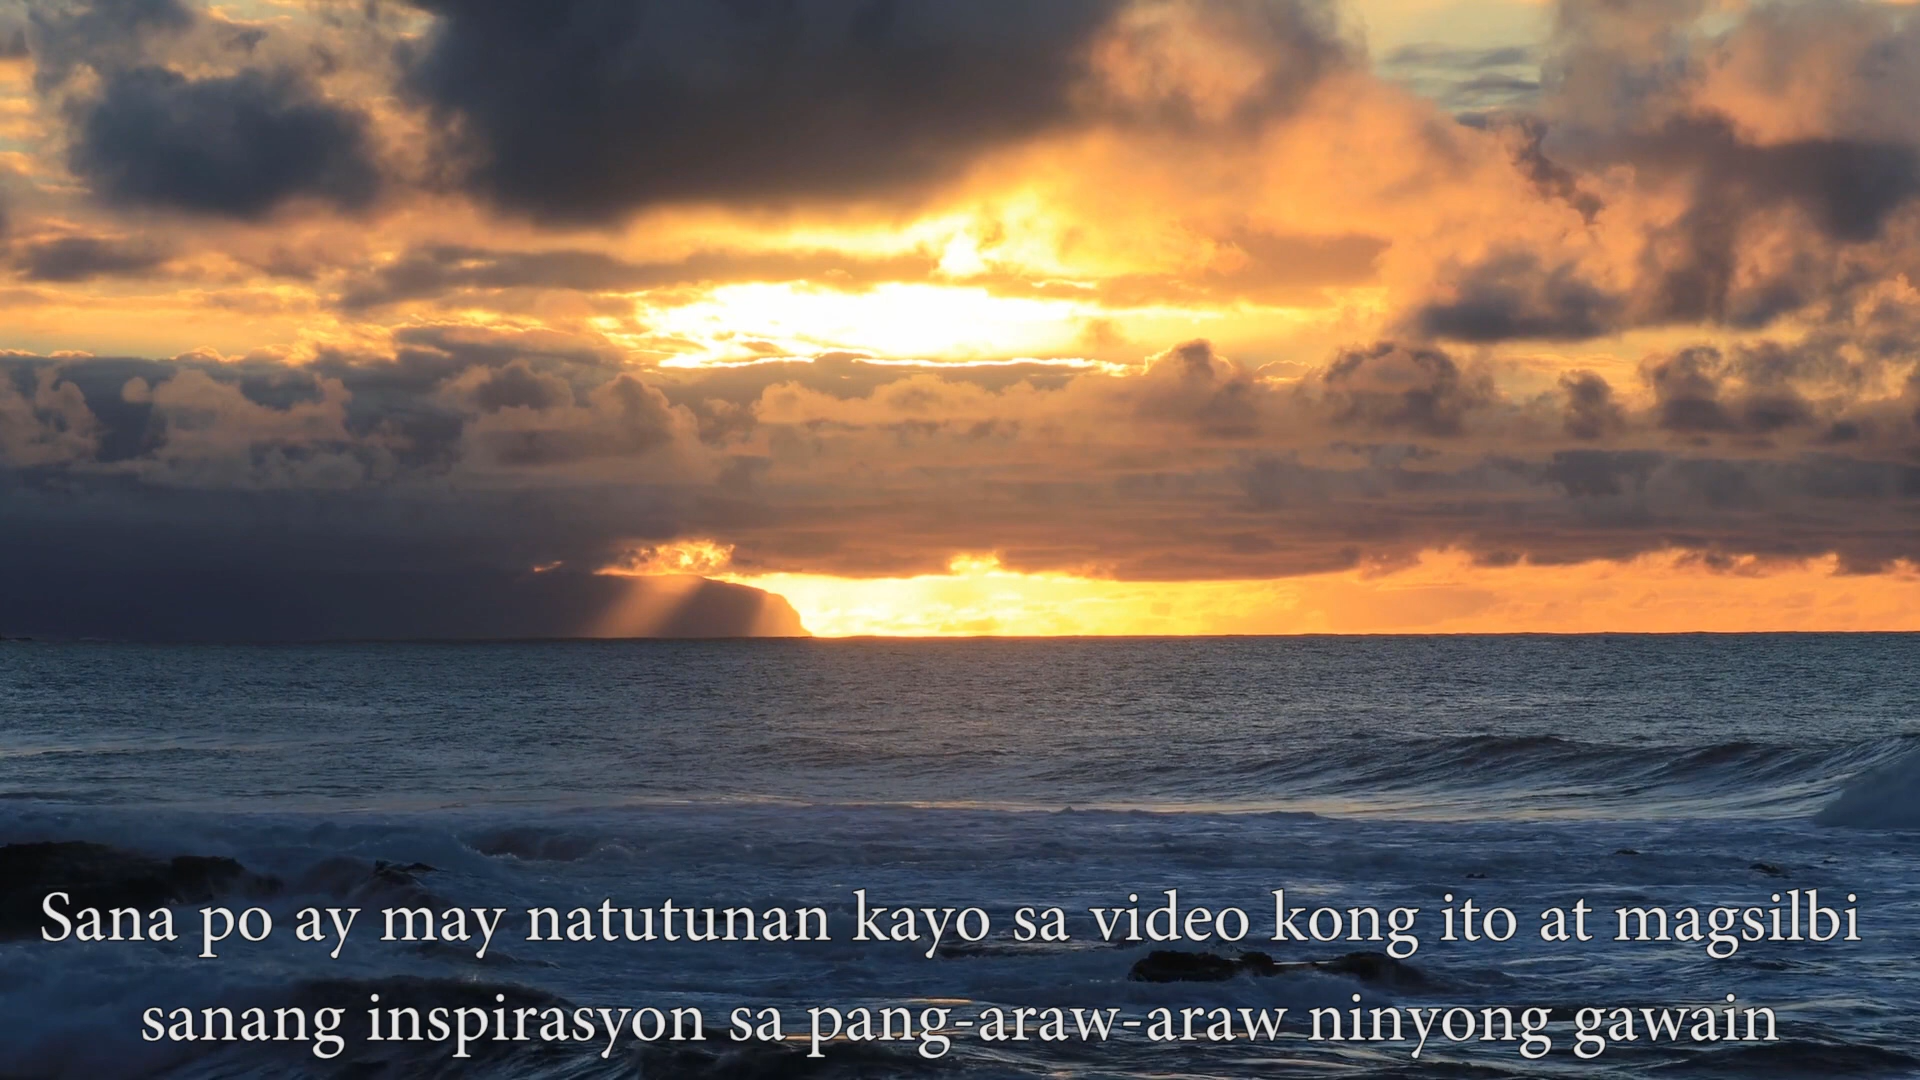 Sana po ay may natutunan kayo sa video kong ito at magsilbi
sanang inspirasyon sa pang-araw-araw ninyong gawain